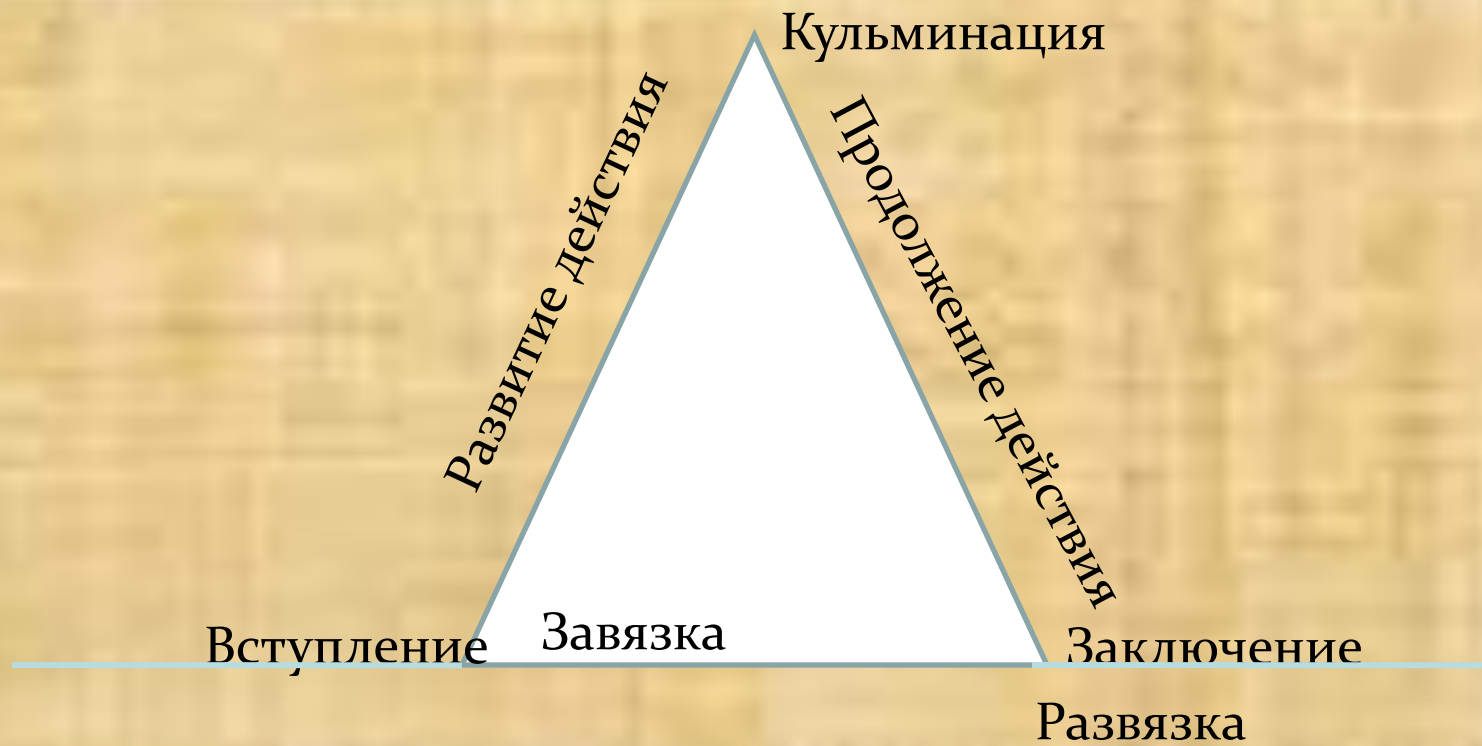 Кульминация
Развитие действия
Продолжение действия
Вступление
Завязка
Заключение
Развязка